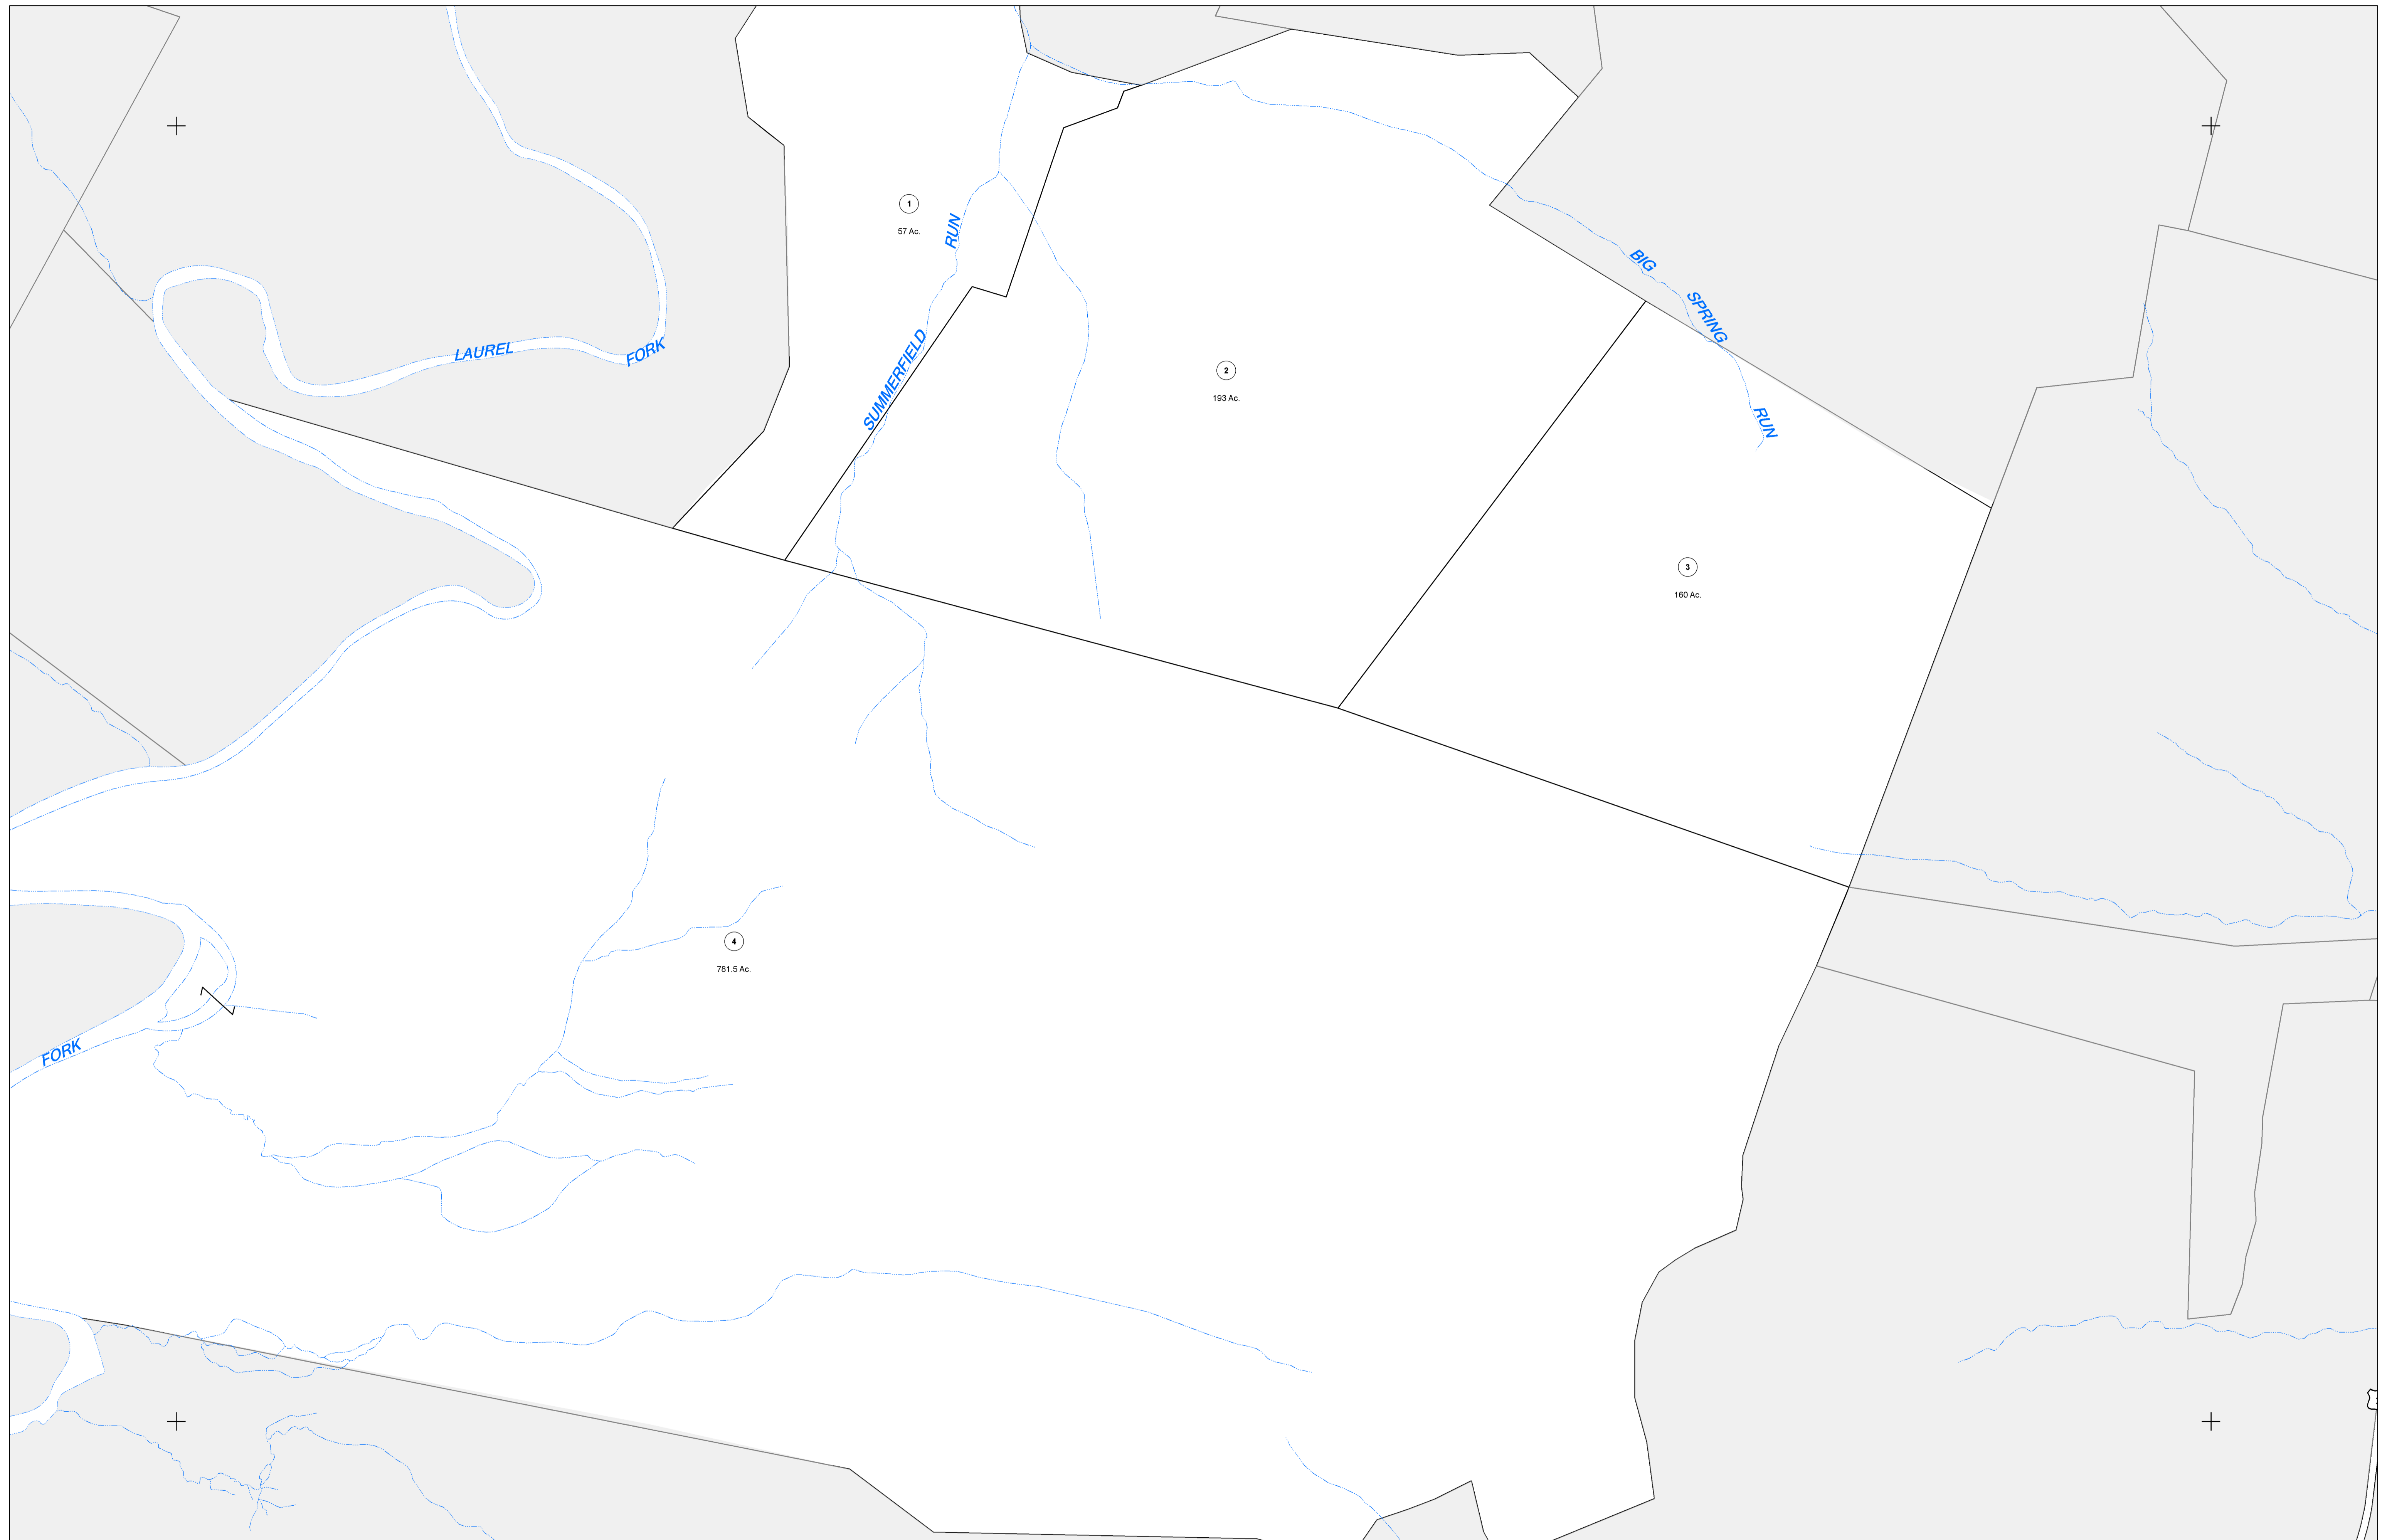 1
57 Ac.
RUN
SUMMERFIELD
LAUREL
FORK
2
193 Ac.
BIG
SPRING
RUN
3
160 Ac.
4
781.5 Ac.
FORK